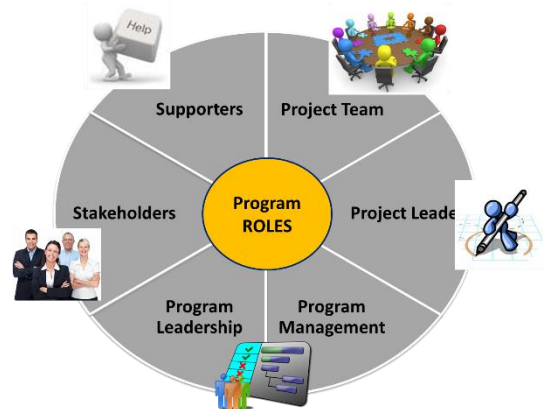 Help
Supporters
Project Team
Stakeholders
Program
ROLES
Project Leade
Program
Leadership
Program
Management